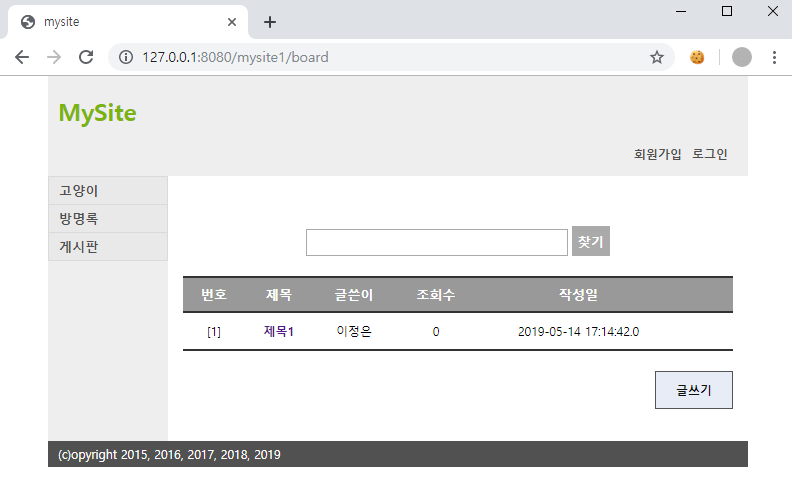 mysite
127.0.0.1:8080/mysite1/board
MySite
회원가입 로그인
고양이
방명록
게시판
찾기
번호 제목 글쓴이 조회수 작성일
[1] 제목1 이정은 0 2019-05-14 17:14:42.0
글쓰기
(c)opyright 2015, 2016, 2017, 2018, 2019